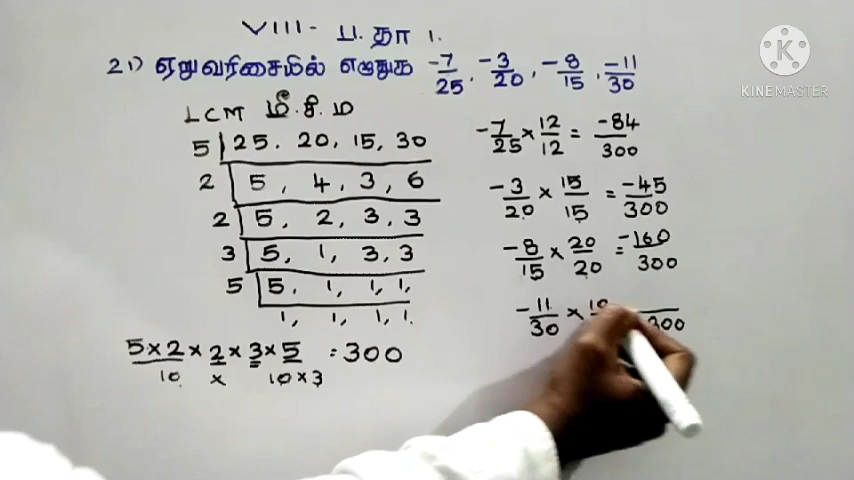 VIII - ப.தா 1.
21) ஏறுவரிசையில் எழுதுக -7/25, -3/20, -8/15, -11/30
LCM மீ.சி.ம
5 | 25. 20, 15, 30
2 | 5, 4, 3, 6
2 | 5, 2, 3, 3
3 | 5, 1, 3, 3
5 | 5. 1, 1, 1,
1, 1, 1, 1.
5 × 2 × 2 × 3 × 5 = 300
10 × 10 × 3
-7/25 × 12/12 = -84/300
-3/20 × 15/15 = -45/300
-8/15 × 20/20 = -160/300
-11/30 × 10/ 300
K
KINEMASTER